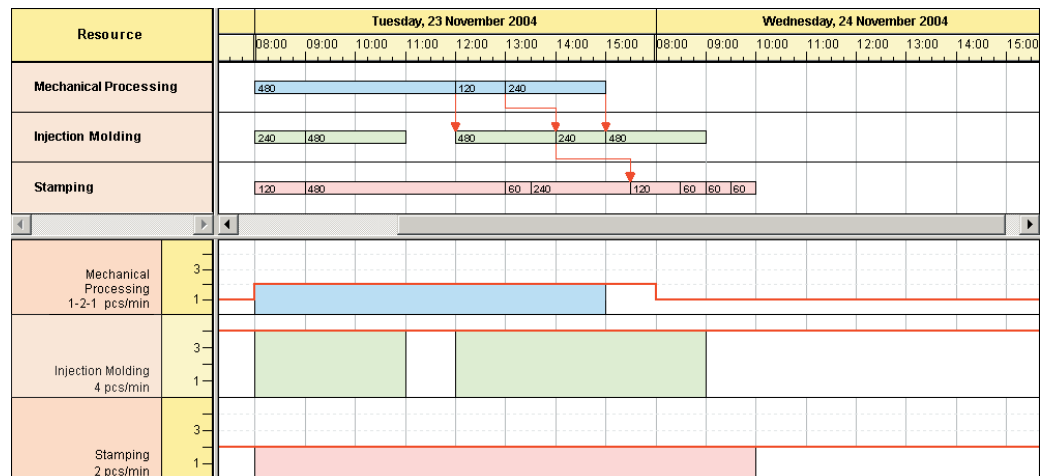 Resource
Tuesday, 23 November 2004
Wednesday, 24 November 2004
08:00 09:00 10:00 11:00 12:00 13:00 14:00 15:00 08:00 09:00 10:00 11:00 12:00 13:00 14:00 15:00
Mechanical Processing
480 120 240
Injection Molding
240 480 480 240 480
Stamping
120 480 60 240 120 60 60 60
Mechanical
Processing
1-2-1 pcs/min
3
1
Injection Molding
4 pcs/min
3
1
Stamping
2 pcs/min
3
1